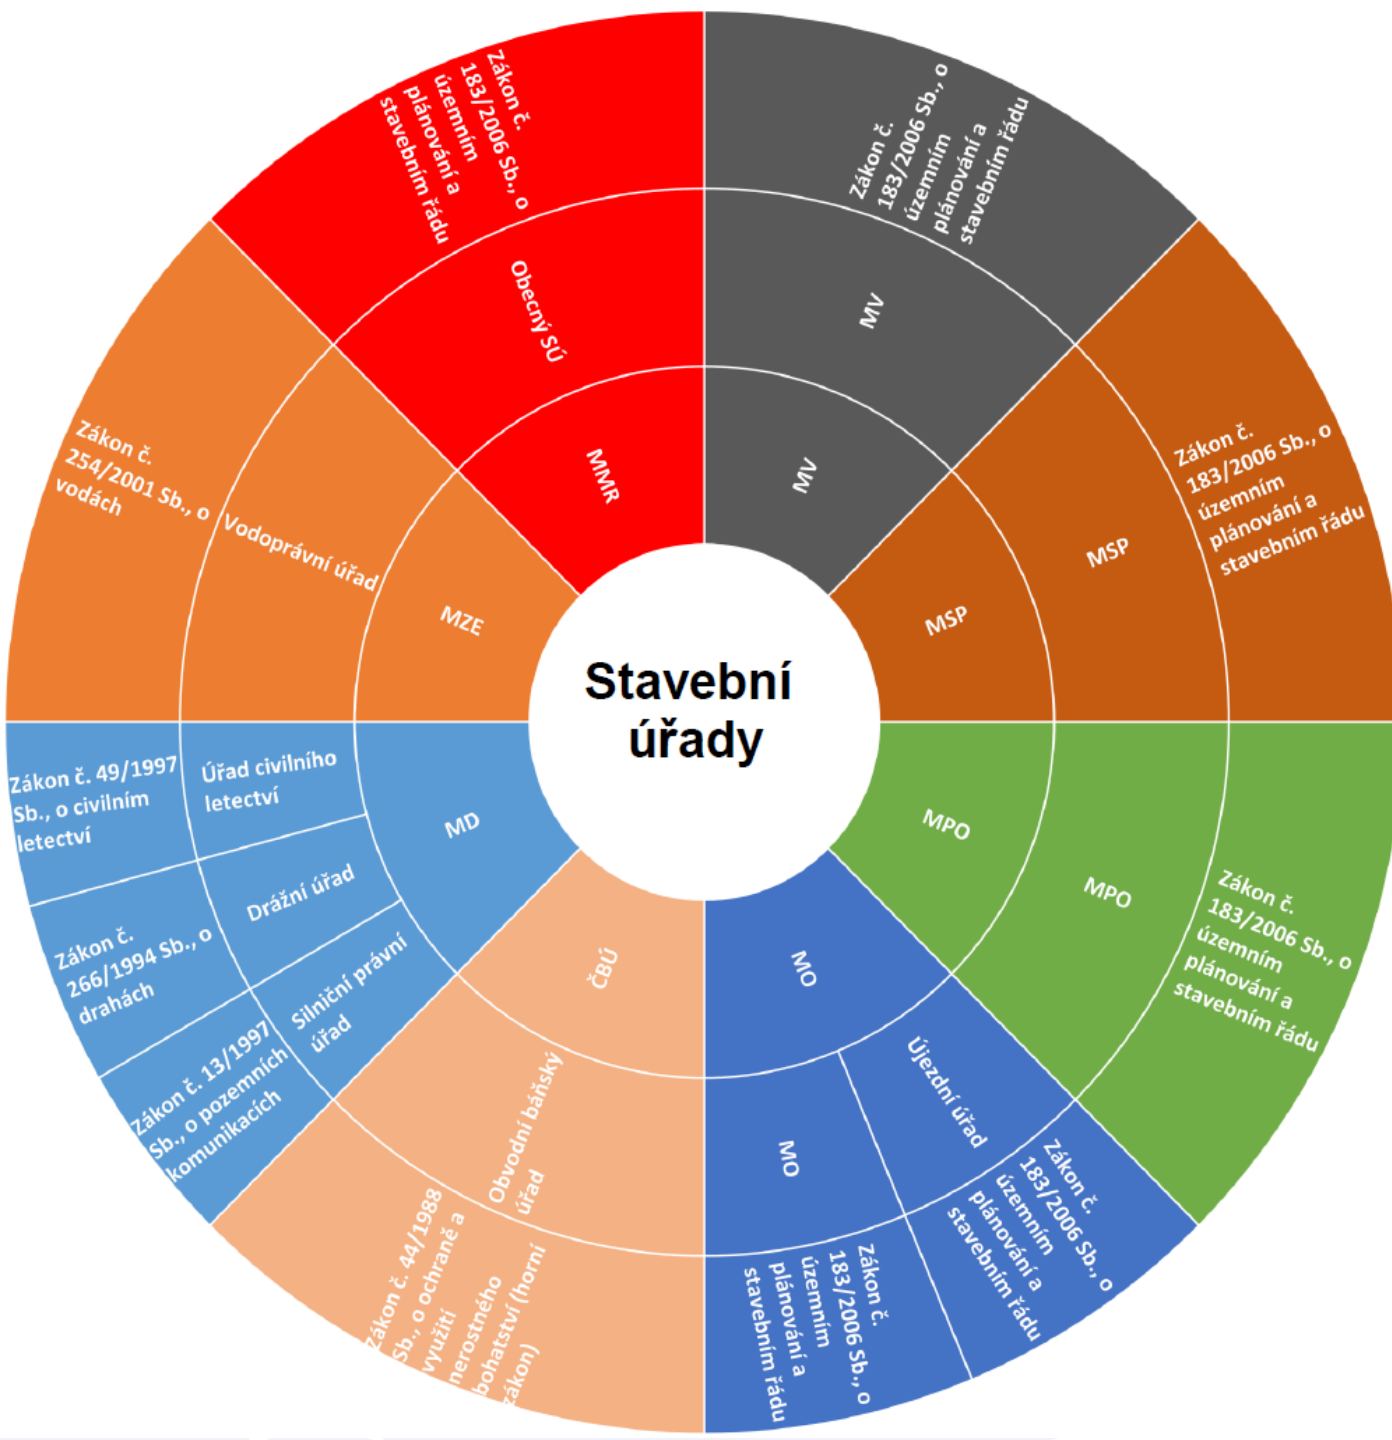 Stavební
úřady
MV
MV
Zákon č.
183/2006 Sb., o
územním
plánování a
stavebním řádu
MSP
MSP
Zákon č.
183/2006 Sb., o
územním
plánování a
stavebním řádu
MPO
MPO
Zákon č.
183/2006 Sb., o
územním
plánování a
stavebním řádu
MO
Újezdní úřad
Zákon č.
183/2006 Sb., o
územním
plánování a
stavebním řádu
MO
Zákon č.
183/2006 Sb., o
územním
plánování a
stavebním řádu
ČBÚ
Obvodní báňský
úřad
Zákon č. 44/1988
Sb., o ochraně a
využití
nerostného
bohatství (horní
zákon)
MD
Silniční právní
úřad
Zákon č. 13/1997
Sb., o pozemních
komunikacích
Drážní úřad
Zákon č.
266/1994 Sb., o
drahách
Úřad civilního
letectví
Zákon č. 49/1997
Sb., o civilním
letectví
MZE
Vodoprávní úřad
Zákon č.
254/2001 Sb., o
vodách
MMR
Obecný SÚ
Zákon č.
183/2006 Sb., o
územním
plánování a
stavebním řádu